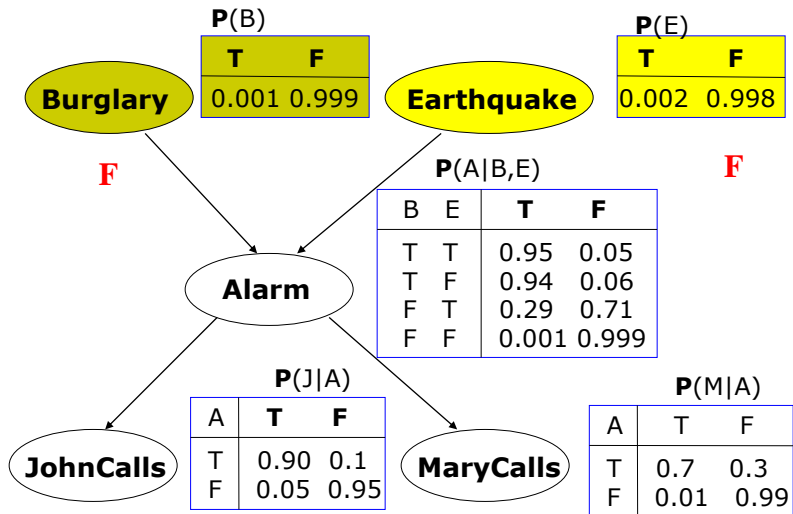 P(B)
T F
0.001 0.999
Burglary
P(E)
T F
0.002 0.998
Earthquake
F
F
P(A|B,E)
B E T F
T T 0.95 0.05
T F 0.94 0.06
F T 0.29 0.71
F F 0.001 0.999
Alarm
P(J|A)
A T F
T 0.90 0.1
F 0.05 0.95
JohnCalls
MaryCalls
P(M|A)
A T F
T 0.7 0.3
F 0.01 0.99